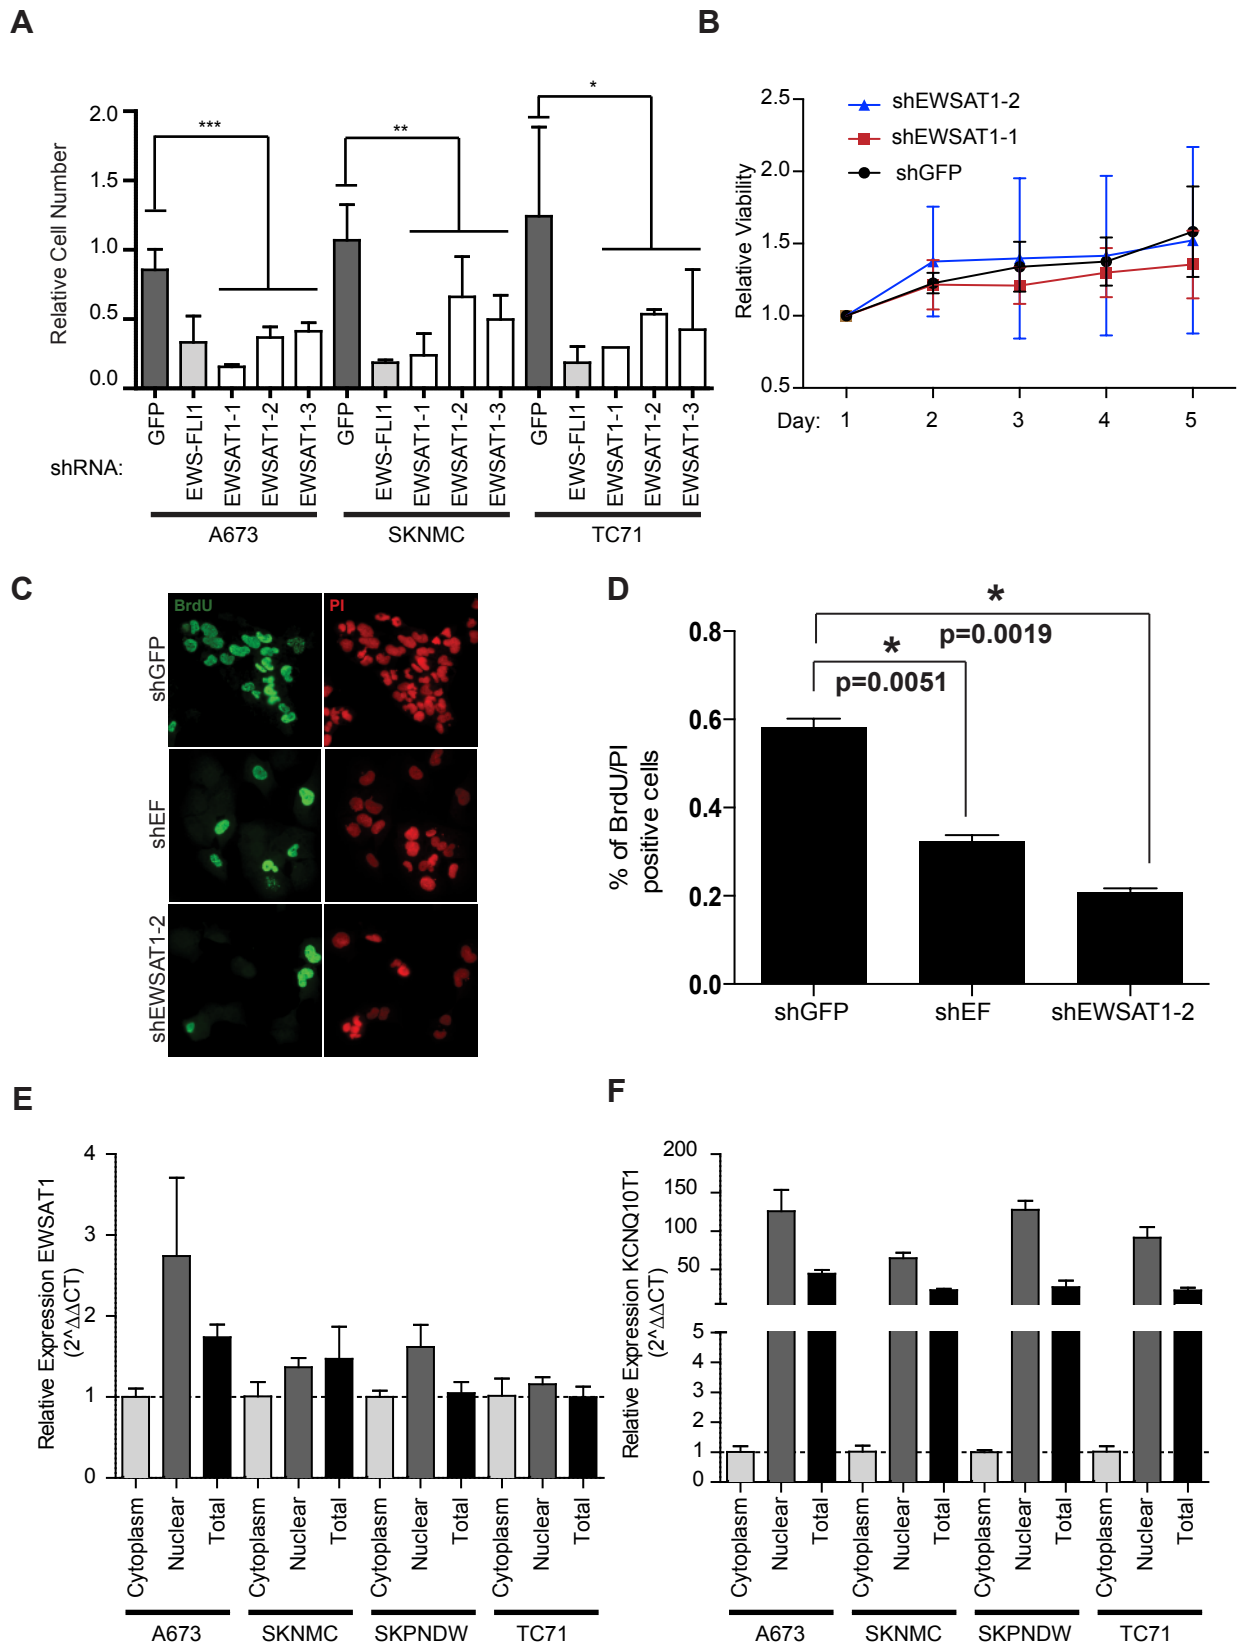 A
Relative Cell Number
2.0
1.5
1.0
0.5
0.0
***
**
*
shRNA:
GFP
EWS-FLI1
EWSAT1-1
EWSAT1-2
EWSAT1-3
GFP
EWS-FLI1
EWSAT1-1
EWSAT1-2
EWSAT1-3
GFP
EWS-FLI1
EWSAT1-1
EWSAT1-2
EWSAT1-3
A673
SKNMC
TC71
B
Relative Viability
2.5
2.0
1.5
1.0
0.5
shEWSAT1-2
shEWSAT1-1
shGFP
Day: 1 2 3 4 5
C
BrdU
PI
shGFP
shEF
shEWSAT1-2
D
% of BrdU/PI
positive cells
0.8
0.6
0.4
0.2
0.0
*
p=0.0019
*
p=0.0051
shGFP
shEF
shEWSAT1-2
E
Relative Expression EWSAT1
(2^ΔΔCT)
4
3
2
1
0
Cytoplasm
Nuclear
Total
Cytoplasm
Nuclear
Total
Cytoplasm
Nuclear
Total
Cytoplasm
Nuclear
Total
A673
SKNMC
SKPNDW
TC71
F
Relative Expression KCNQ10T1
(2^ΔΔCT)
200
150
100
50
5
4
3
2
1
0
Cytoplasm
Nuclear
Total
Cytoplasm
Nuclear
Total
Cytoplasm
Nuclear
Total
Cytoplasm
Nuclear
Total
A673
SKNMC
SKPNDW
TC71